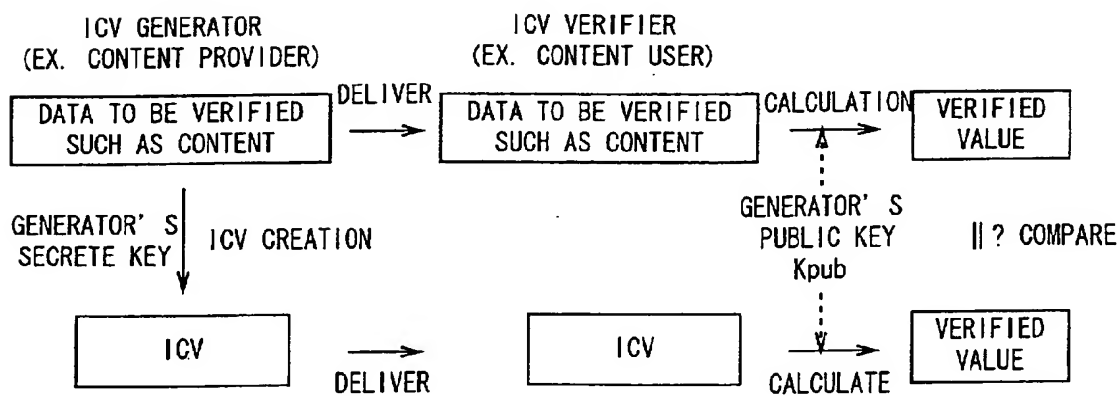 ICV GENERATOR
(EX. CONTENT PROVIDER)
ICV VERIFIER
(EX. CONTENT USER)
DATA TO BE VERIFIED
SUCH AS CONTENT
DELIVER
DATA TO BE VERIFIED
SUCH AS CONTENT
CALCULATION
VERIFIED
VALUE
GENERATOR' S
SECRETE KEY
ICV CREATION
GENERATOR' S
PUBLIC KEY
Kpub
||? COMPARE
ICV
DELIVER
ICV
CALCULATE
VERIFIED
VALUE